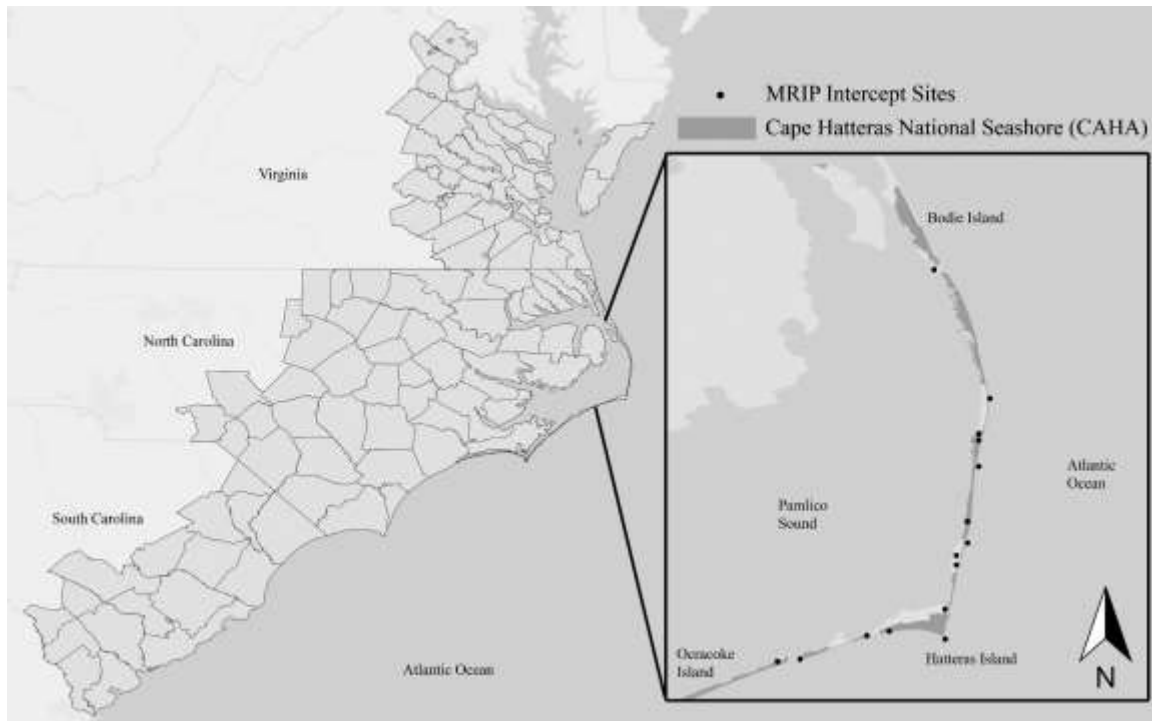 MRIP Intercept Sites
Cape Hatteras National Seashore (CAHA)
Virginia
North Carolina
South Carolina
Atlantic Ocean
Bodie Island
Atlantic
Ocean
Pamlico
Sound
Ocracoke
Island
Hatteras Island
N